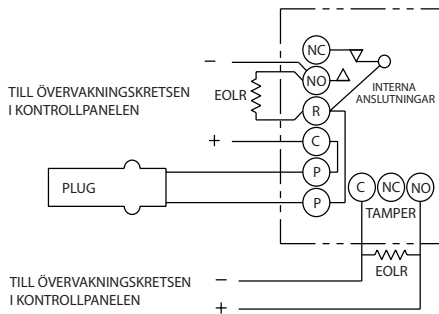 NC
−
NO
TILL ÖVERVAKNINGSKRETSEN
I KONTROLLPANELEN
EOLR
INTERNA
ANSLUTNINGAR
R
+
C
P
PLUG
P
C NC NO
TAMPER
EOLR
TILL ÖVERVAKNINGSKRETSEN
I KONTROLLPANELEN
−
+